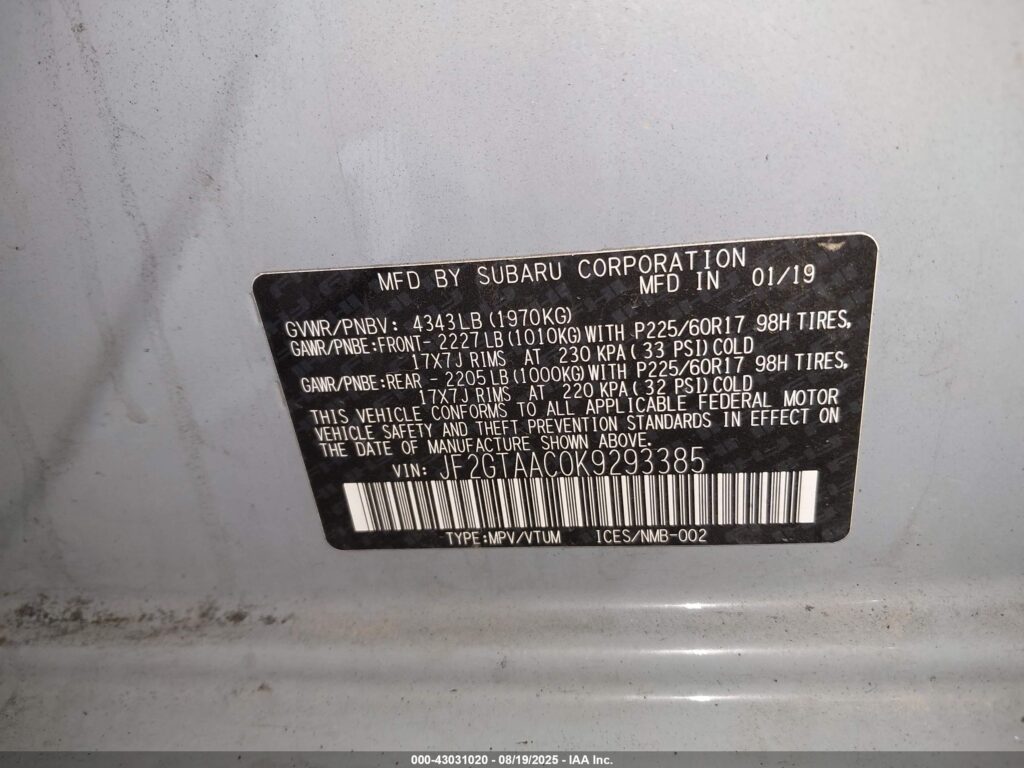 MFD BY SUBARU CORPORATION
MFD IN 01/19
GVWR/PNBV: 4343LB (1970KG)
GAWR/PNBE:FRONT- 2227LB (1010KG) WITH P225/60R17 98H TIRES,
17X7J RIMS AT 230 KPA ( 33 PSI) COLD
GAWR/PNBE:REAR - 2205LB (1000KG) WITH P225/60R17 98H TIRES,
17X7J RIMS AT 220 KPA ( 32 PSI) COLD
THIS VEHICLE CONFORMS TO ALL APPLICABLE FEDERAL MOTOR
VEHICLE SAFETY AND THEFT PREVENTION STANDARDS IN EFFECT ON
THE DATE OF MANUFACTURE SHOWN ABOVE.
VIN: JF2GTAAC0K9293385
TYPE:MPV/VTUM ICES/NMB-002
000-43031020 - 08/19/2025 - IAA Inc.